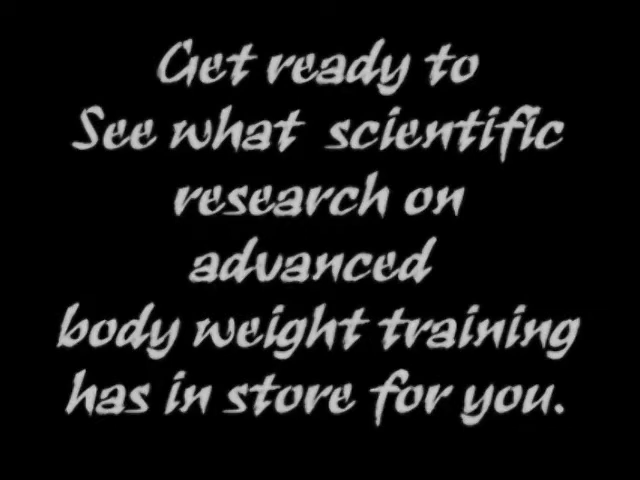 Get ready to
See what scientific
research on
advanced
body weight training
has in store for you.